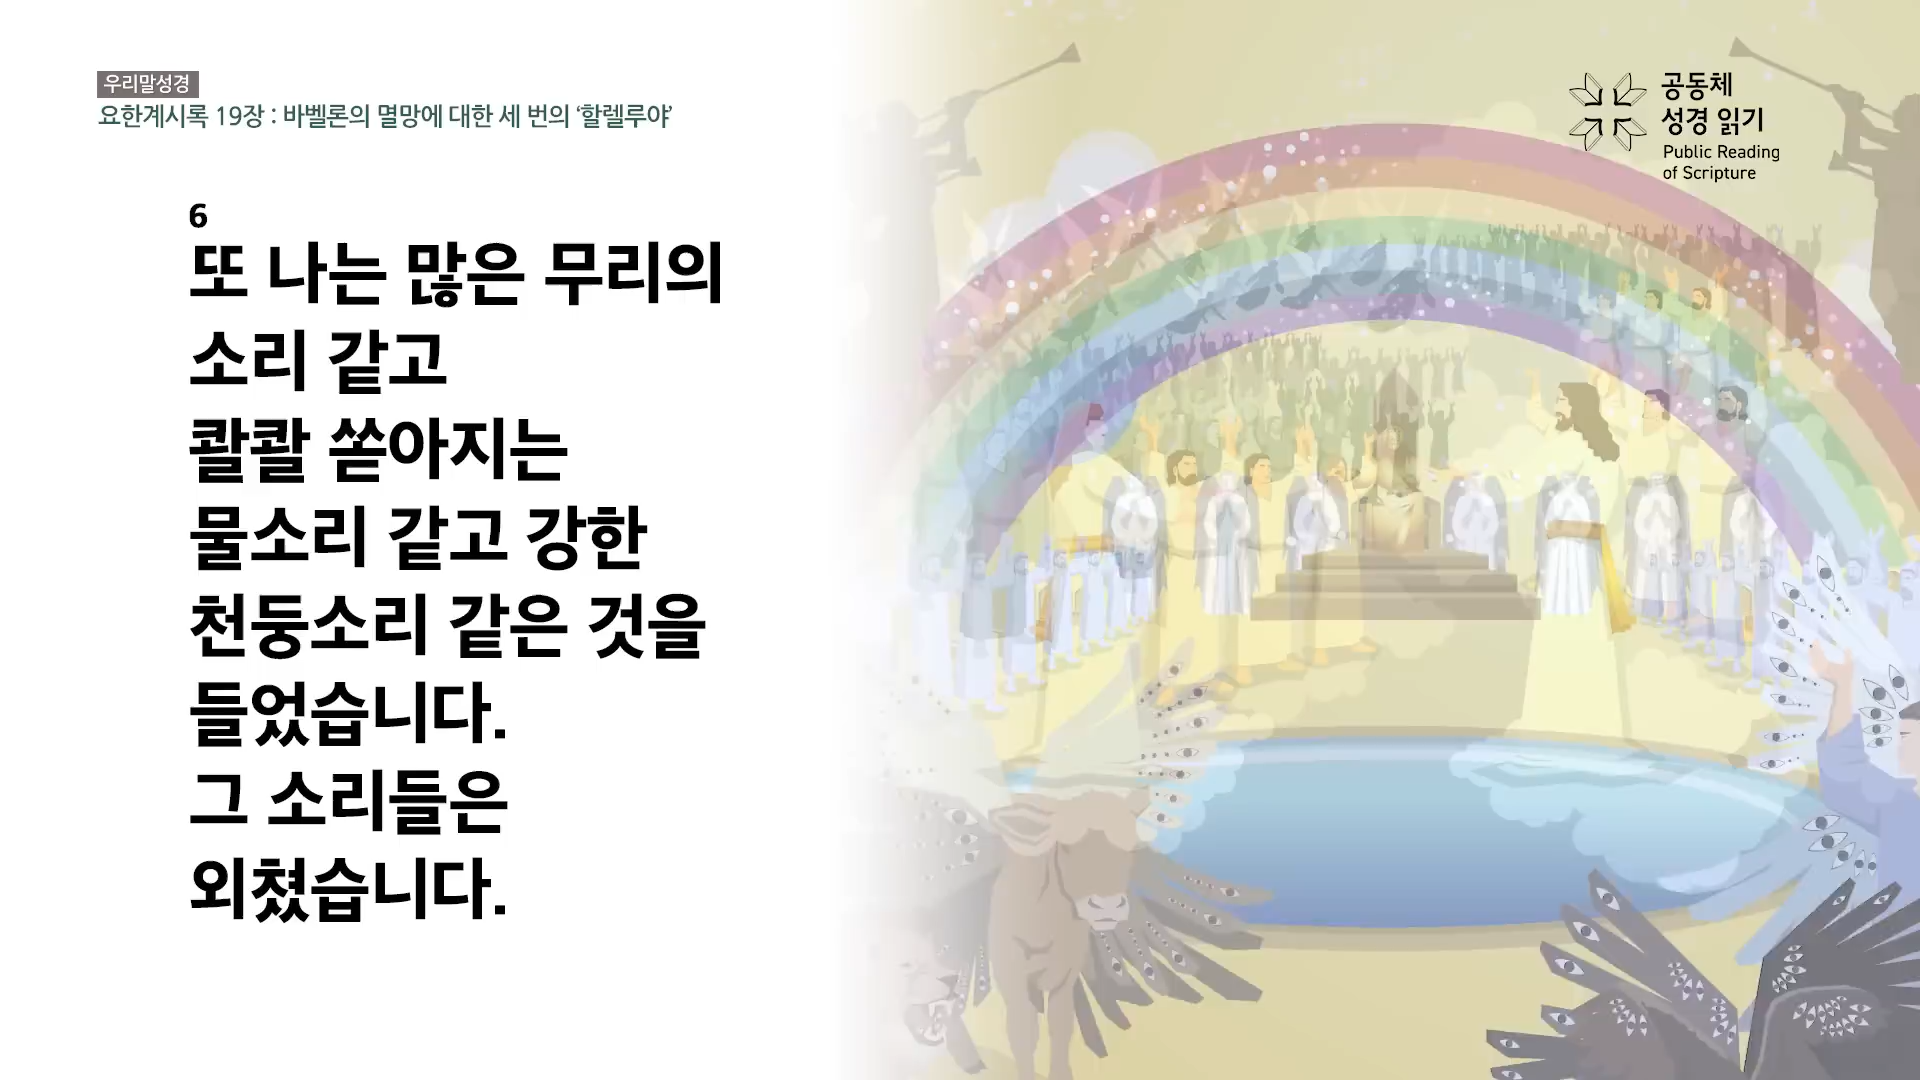 우리말성경
요한계시록 19장 : 바벨론의 멸망에 대한 세 번의 ‘할렐루야’
공동체
성경 읽기
Public Reading
of Scripture
6
또 나는 많은 무리의
소리 같고
콸콸 쏟아지는
물소리 같고 강한
천둥소리 같은 것을
들었습니다.
그 소리들은
외쳤습니다.